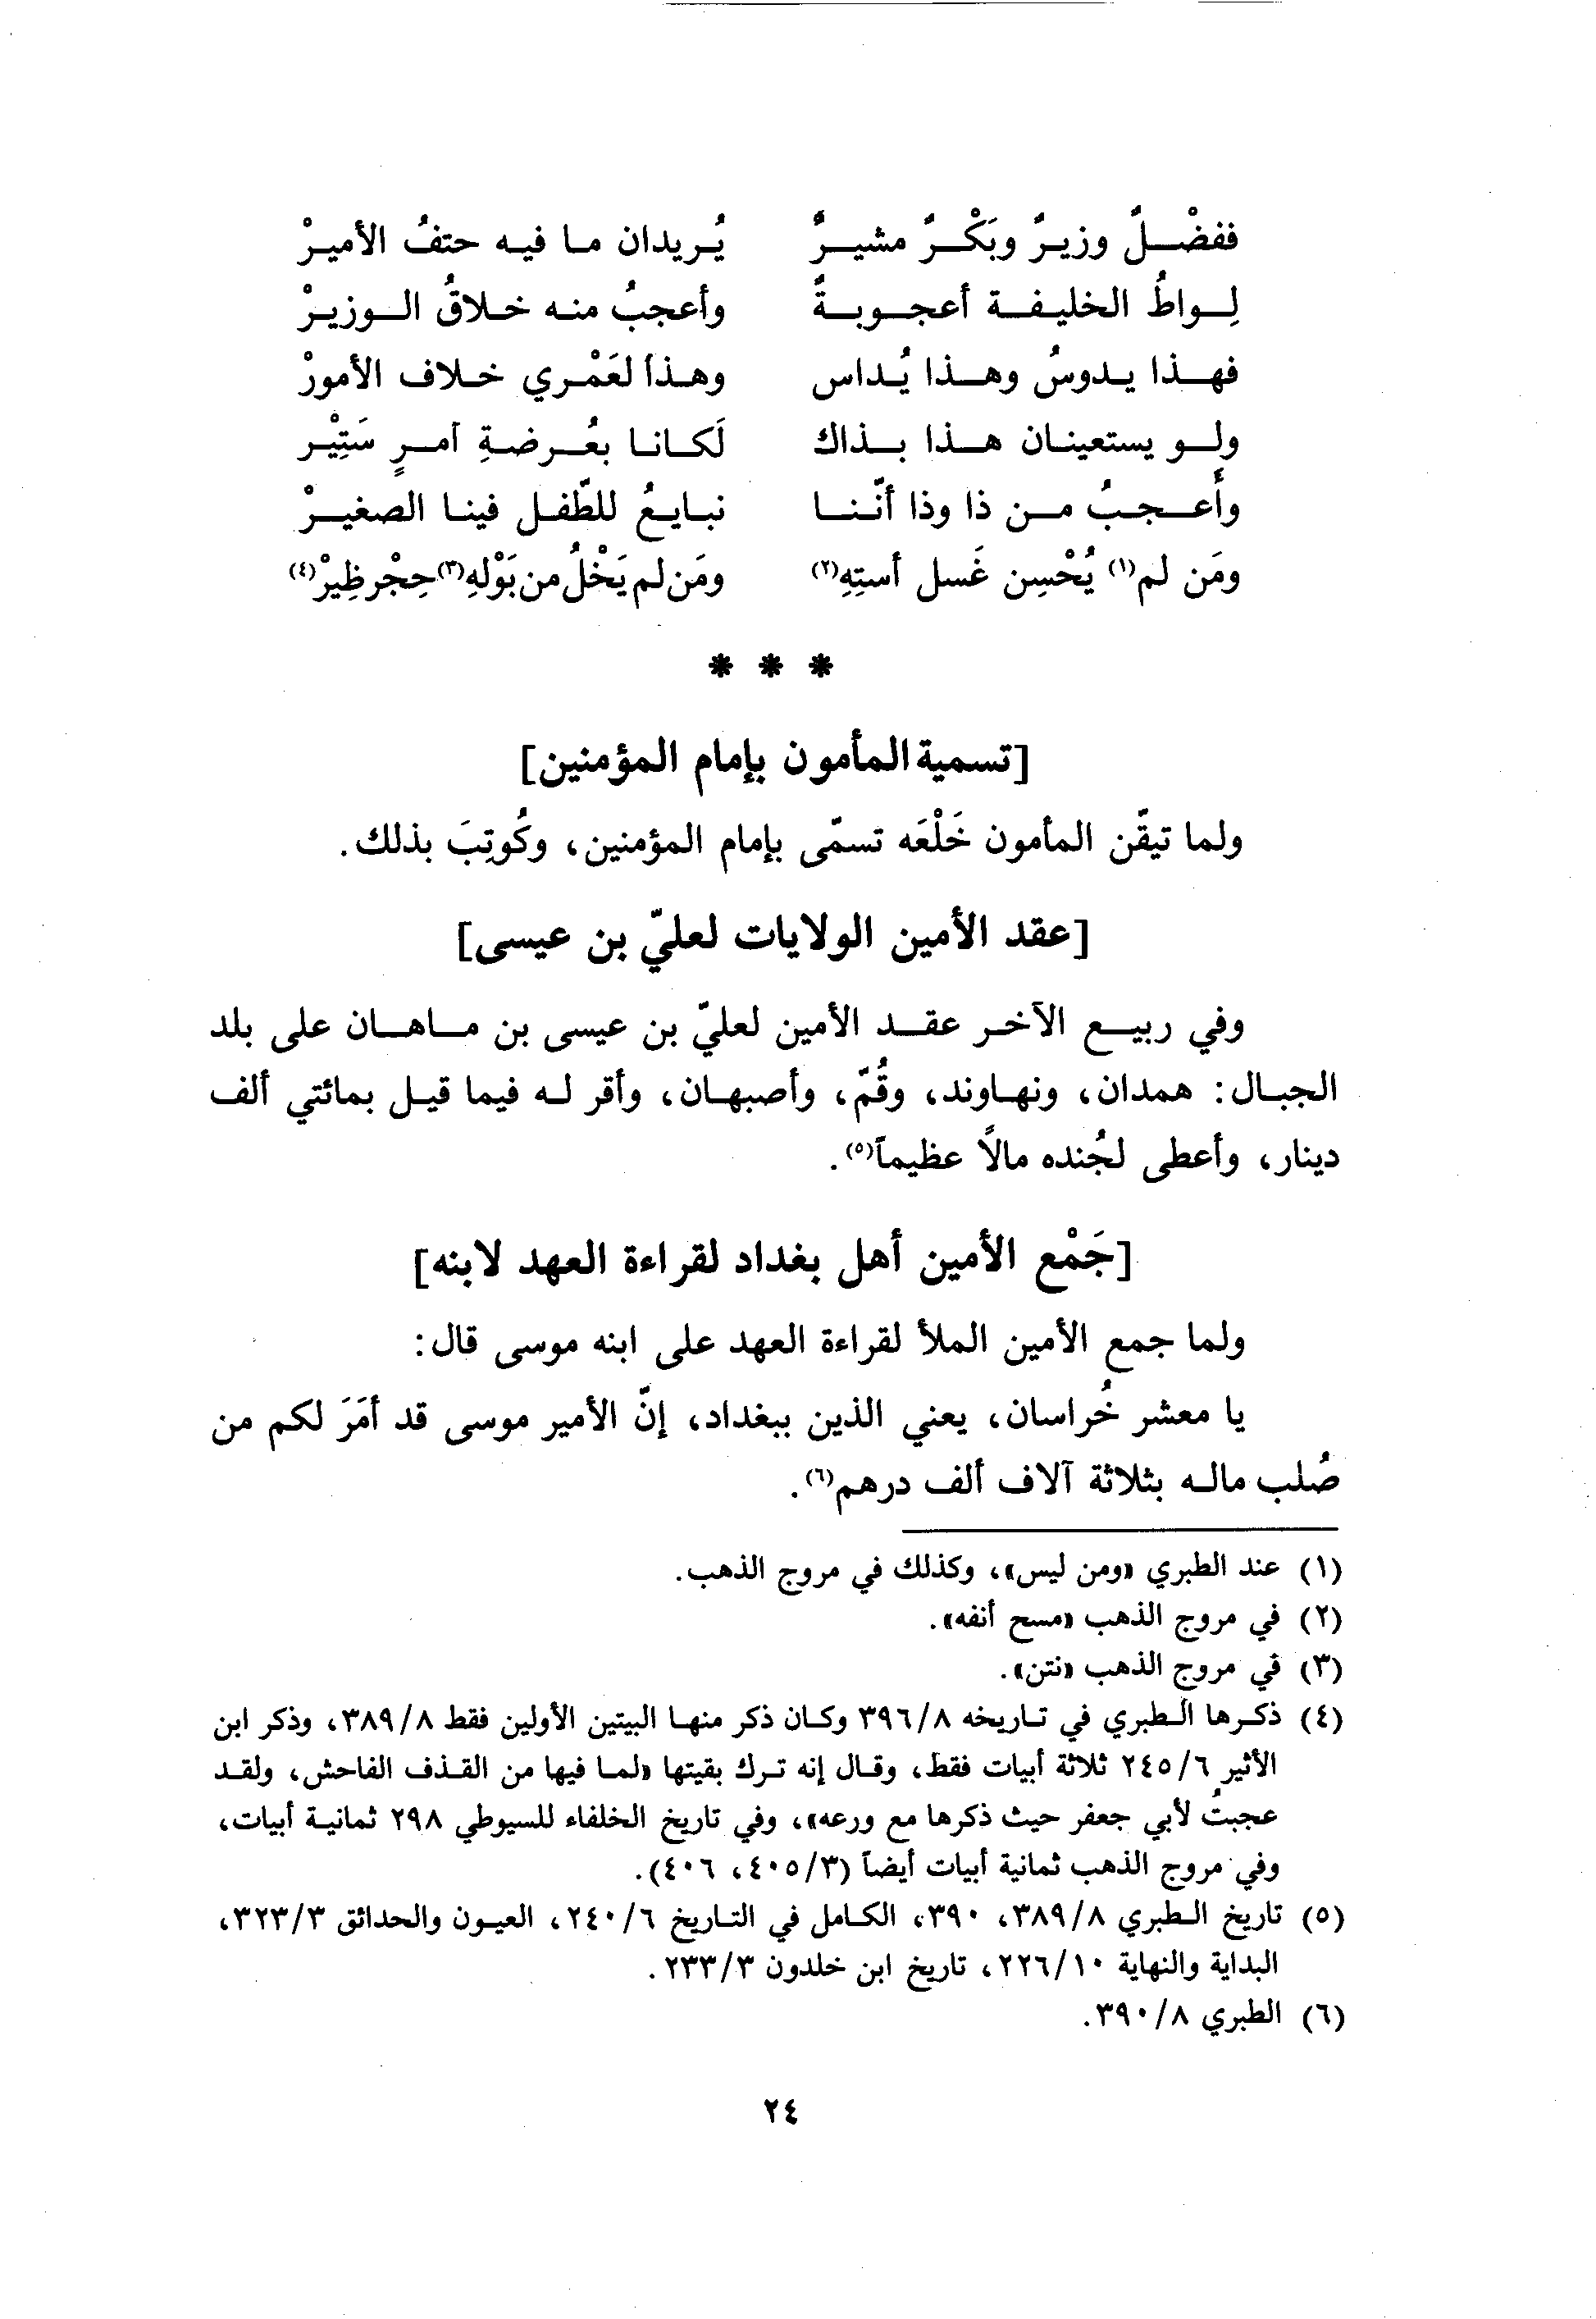 ففضْلٌ وزيرٌ وبَكْرٌ مشيرٌ يُريدان ما فيه حتفُ الأميرْ
لِواطُ الخليفة أعجوبةٌ وأعجبُ منه خلاقُ الوزيرْ
فهذا يدوسُ وهذا يُداس وهذا لعَمْري خلاف الأمورْ
ولو يستعينان هذا بذاك لَكانا بعُرضةِ أمرٍ سَتِيْر
وأعجبُ من ذا وذا أنّنا نبايعُ للطّفل فينا الصغيرْ
ومَن لم(١) يُحْسِن غَسل أستِهِ(٢) ومَن لم يَخْلُ من بَوْلهِ(٣) حِجْر ظِيرْ(٤)
* * *
[تسمية المأمون بإمام المؤمنين]
ولما تيقّن المأمون خَلْعَه تسمّى بإمام المؤمنين، وكُوتِبَ بذلك.
[عقد الأمين الولايات لعليّ بن عيسى]
وفي ربيع الآخر عقد الأمين لعليّ بن عيسى بن ماهان على بلد
الجبال: همدان، ونهاوند، وقُمّ، وأصبهان، وأقر له فيما قيل بمائتي ألف
دينار، وأعطى لجُنده مالًا عظيماً(٥).
[جَمْع الأمين أهل بغداد لقراءة العهد لابنه]
ولما جمع الأمين الملأ لقراءة العهد على ابنه موسى قال:
يا معشر خُراسان، يعني الذين ببغداد، إنّ الأمير موسى قد أمَرَ لكم من
صُلب ماله بثلاثة آلاف ألف درهم(٦).
(١) عند الطبري «ومن ليس»، وكذلك في مروج الذهب.
(٢) في مروج الذهب «مسح أنفه».
(٣) في مروج الذهب «نتن».
(٤) ذكرها الطبري في تاريخه ٣٩٦/٨ وكان ذكر منها البيتين الأولين فقط ٣٨٩/٨، وذكر ابن
الأثير ٢٤٥/٦ ثلاثة أبيات فقط، وقال إنه ترك بقيتها «لما فيها من القذف الفاحش، ولقد
عجبتُ لأبي جعفر حيث ذكرها مع ورعه»، وفي تاريخ الخلفاء للسيوطي ٢٩٨ ثمانية أبيات،
وفي مروج الذهب ثمانية أبيات أيضاً (٤٠٥/٣، ٤٠٦).
(٥) تاريخ الطبري ٣٨٩/٨، ٣٩٠، الكامل في التاريخ ٢٤٠/٦، العيون والحدائق ٣٢٣/٣،
البداية والنهاية ٢٢٦/١٠، تاريخ ابن خلدون ٢٣٣/٣.
(٦) الطبري ٣٩٠/٨.
٢٤